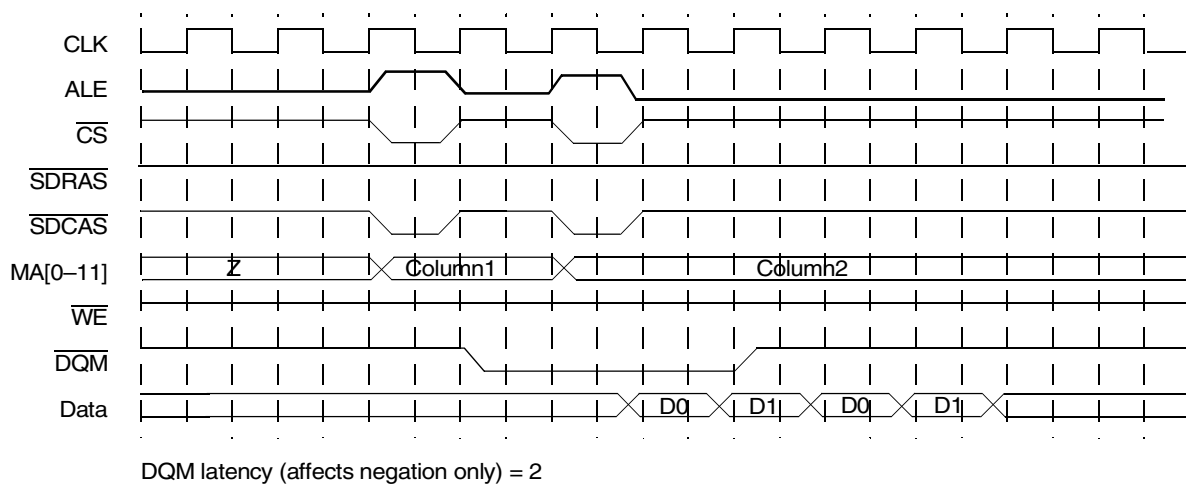 CLK
ALE
CS
SDRAS
SDCAS
MA[0–11] Z Column1 Column2
WE
DQM
Data D0 D1 D0 D1
DQM latency (affects negation only) = 2